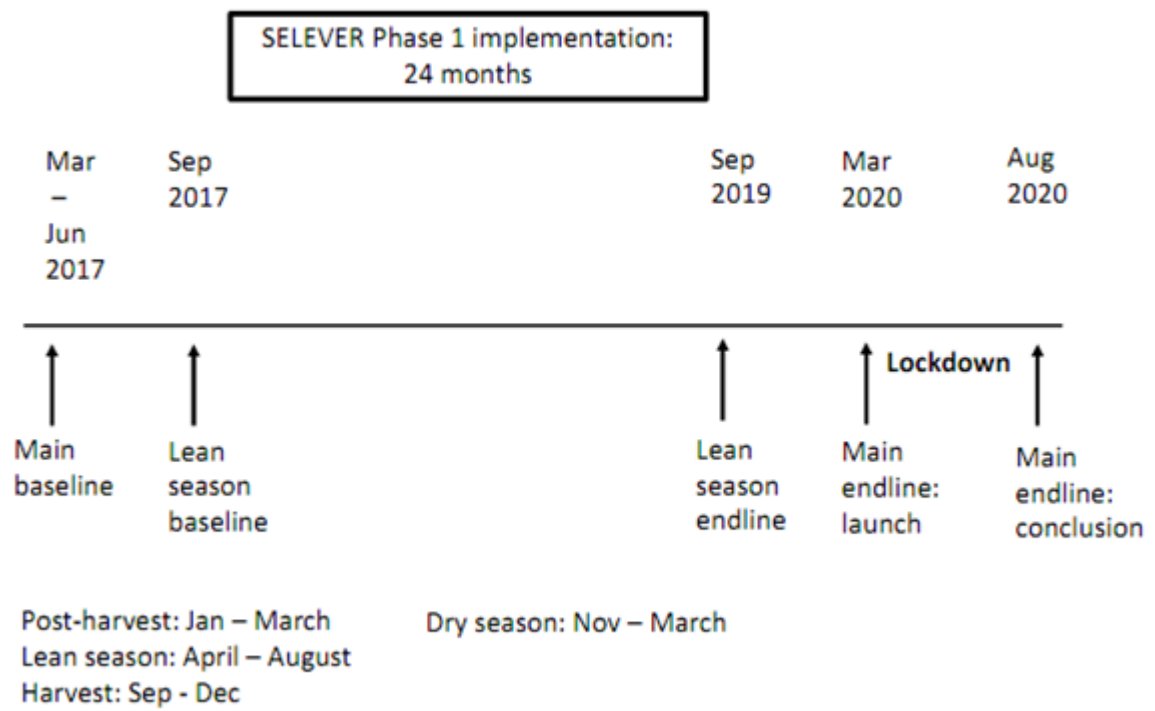 SELEVER Phase 1 implementation:
24 months
Mar
–
Jun
2017
Sep
2017
Sep
2019
Mar
2020
Aug
2020
Lockdown
Main
baseline
Lean
season
baseline
Lean
season
endline
Main
endline:
launch
Main
endline:
conclusion
Post-harvest: Jan – March
Lean season: April – August
Harvest: Sep - Dec
Dry season: Nov – March